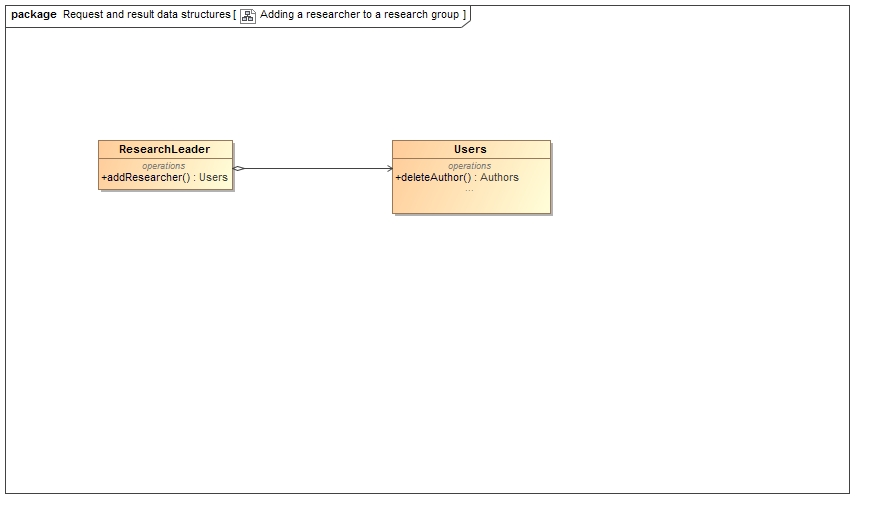 package Request and result data structures [ Adding a researcher to a research group ]
ResearchLeader
operations
+addResearcher() : Users
Users
operations
+deleteAuthor() : Authors
...